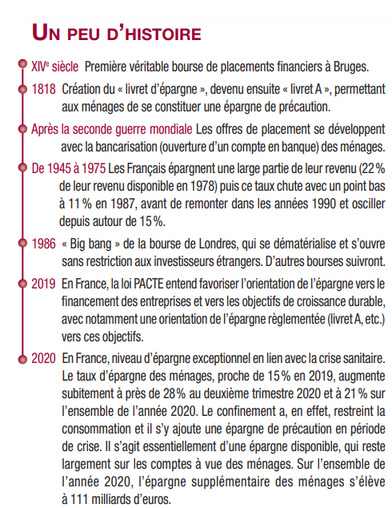 UN PEU D'HISTOIRE
XIVe siècle Première véritable bourse de placements financiers à Bruges.
1818 Création du « livret d'épargne », devenu ensuite « livret A », permettant
aux ménages de se constituer une épargne de précaution.
Après la seconde guerre mondiale Les offres de placement se développent
avec la bancarisation (ouverture d'un compte en banque) des ménages.
De 1945 à 1975 Les Français épargnent une large partie de leur revenu (22 %
de leur revenu disponible en 1978) puis ce taux chute avec un point bas
à 11 % en 1987, avant de remonter dans les années 1990 et osciller
depuis autour de 15 %.
1986 « Big bang » de la bourse de Londres, qui se dématérialise et s'ouvre
sans restriction aux investisseurs étrangers. D'autres bourses suivront.
2019 En France, la loi PACTE entend favoriser l'orientation de l'épargne vers le
financement des entreprises et vers les objectifs de croissance durable,
avec notamment une orientation de l'épargne règlementée (livret A, etc.)
vers ces objectifs.
2020 En France, niveau d'épargne exceptionnel en lien avec la crise sanitaire.
Le taux d'épargne des ménages, proche de 15 % en 2019, augmente
subitement à près de 28 % au deuxième trimestre 2020 et à 21 % sur
l'ensemble de l'année 2020. Le confinement a, en effet, restreint la
consommation et il s'y ajoute une épargne de précaution en période
de crise. Il s'agit essentiellement d'une épargne disponible, qui reste
largement sur les comptes à vue des ménages. Sur l'ensemble de
l'année 2020, l'épargne supplémentaire des ménages s'élève
à 111 milliards d'euros.